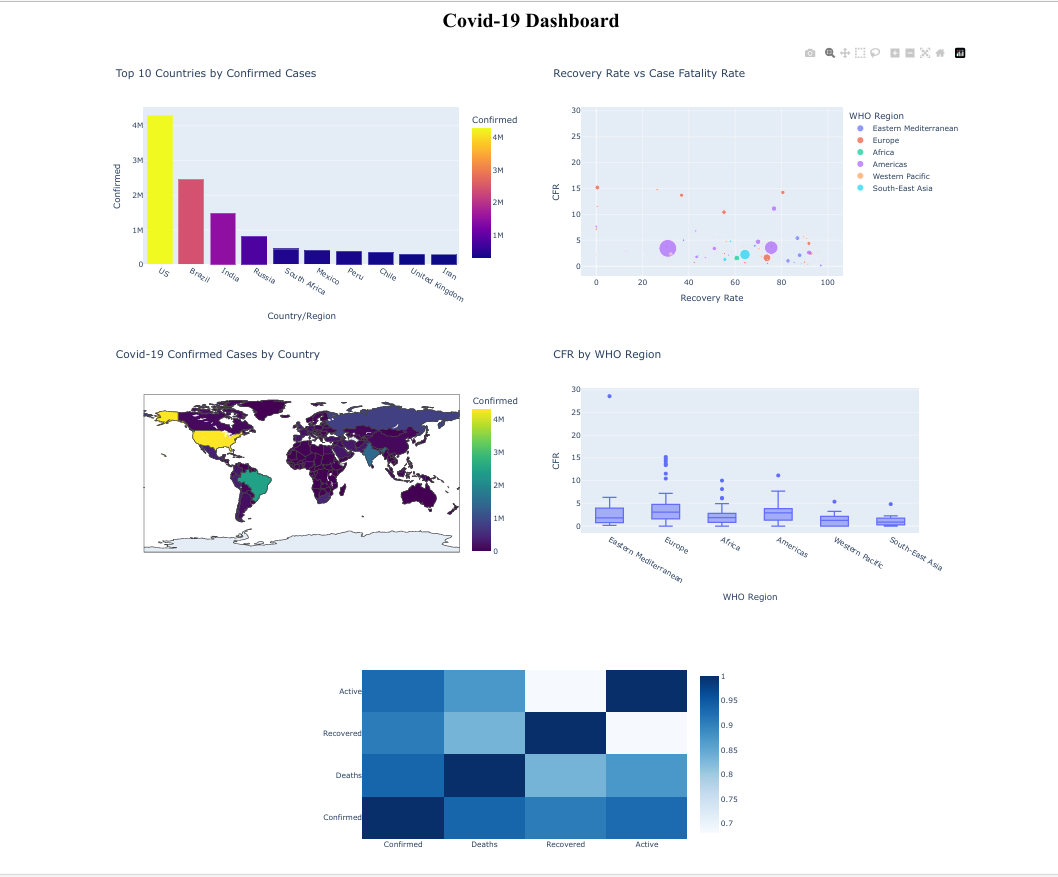 Covid-19 Dashboard
Top 10 Countries by Confirmed Cases
Confirmed
4M
3M
2M
1M
0
US
Brazil
India
Russia
South Africa
Mexico
Peru
Chile
United Kingdom
Iran
Country/Region
Confirmed
4M
3M
2M
1M
Recovery Rate vs Case Fatality Rate
CFR
30
25
20
15
10
5
0
0
20
40
60
80
100
Recovery Rate
WHO Region
Eastern Mediterranean
Europe
Africa
Americas
Western Pacific
South-East Asia
Covid-19 Confirmed Cases by Country
Confirmed
4M
3M
2M
1M
0
CFR by WHO Region
CFR
30
25
20
15
10
5
0
Eastern Mediterranean
Europe
Africa
Americas
Western Pacific
South-East Asia
WHO Region
Active
Recovered
Deaths
Confirmed
Confirmed
Deaths
Recovered
Active
1
0.95
0.9
0.85
0.8
0.75
0.7